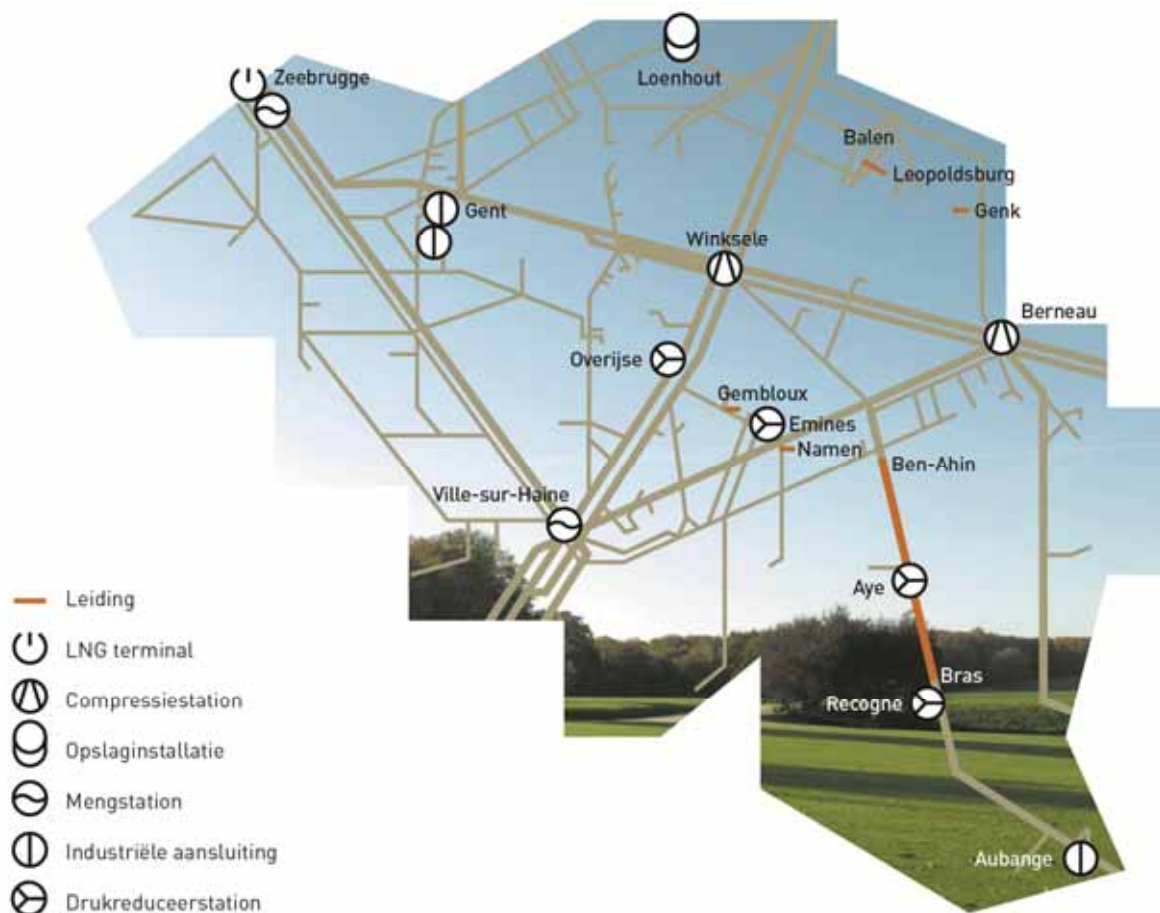 Zeebrugge
Loenhout
Balen
Leopoldsburg
Genk
Gent
Winksele
Berneau
Overijse
Gembloux
Emines
Namen
Ben-Ahin
Ville-sur-Haine
Aye
Bras
Recogne
Aubange
Leiding
LNG terminal
Compressiestation
Opslaginstallatie
Mengstation
Industriële aansluiting
Drukreduceerstation